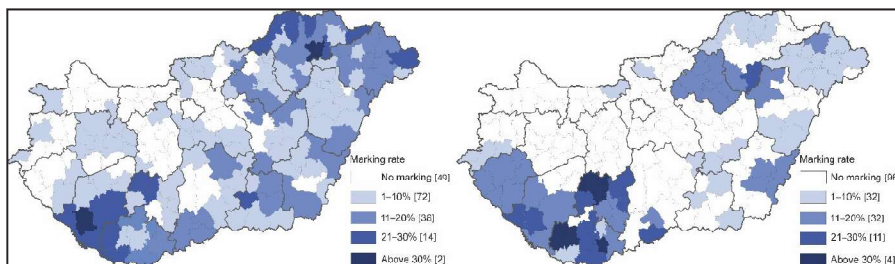 Marking rate
No marking [49]
1–10% [72]
11–20% [36]
21–30% [14]
Above 30% [2]
Marking rate
No marking [96]
1–10% [32]
11–20% [32]
21–30% [11]
Above 30% [4]